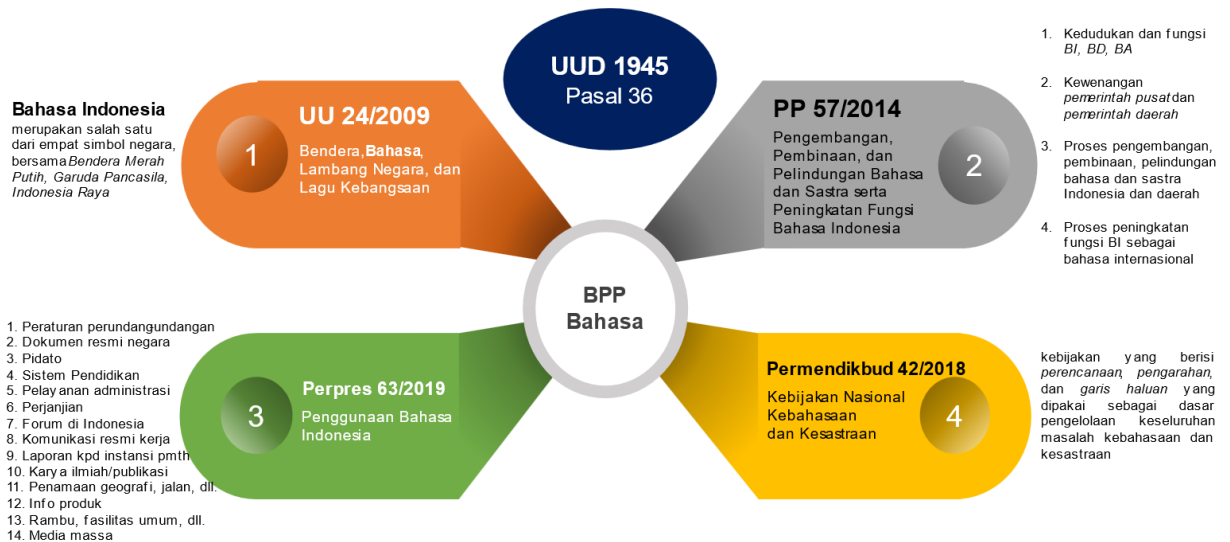 UUD 1945
Pasal 36
Bahasa Indonesia
merupakan salah satu
dari empat simbol negara,
bersama Bendera Merah
Putih, Garuda Pancasila,
Indonesia Raya
1
UU 24/2009
Bendera, Bahasa,
Lambang Negara, dan
Lagu Kebangsaan
PP 57/2014
Pengembangan,
Pembinaan, dan
Pelindungan Bahasa
dan Sastra serta
Peningkatan Fungsi
Bahasa Indonesia
2
1. Kedudukan dan fungsi
BI, BD, BA
2. Kewenangan
pemerintah pusat dan
pemerintah daerah
3. Proses pengembangan,
pembinaan, pelindungan
bahasa dan sastra
Indonesia dan daerah
4. Proses peningkatan
fungsi BI sebagai
bahasa internasional
BPP
Bahasa
1. Peraturan perundangundangan
2. Dokumen resmi negara
3. Pidato
4. Sistem Pendidikan
5. Pelayanan administrasi
6. Perjanjian
7. Forum di Indonesia
8. Komunikasi resmi kerja
9. Laporan kpd instansi pmth
10. Karya ilmiah/publikasi
11. Penamaan geografi, jalan, dll.
12. Info produk
13. Rambu, fasilitas umum, dll.
14. Media massa
3
Perpres 63/2019
Penggunaan Bahasa
Indonesia
Permendikbud 42/2018
Kebijakan Nasional
Kebahasaan
dan Kesastraan
4
kebijakan yang berisi
perencanaan, pengarahan,
dan garis haluan yang
dipakai sebagai dasar
pengelolaan keseluruhan
masalah kebahasaan dan
kesastraan